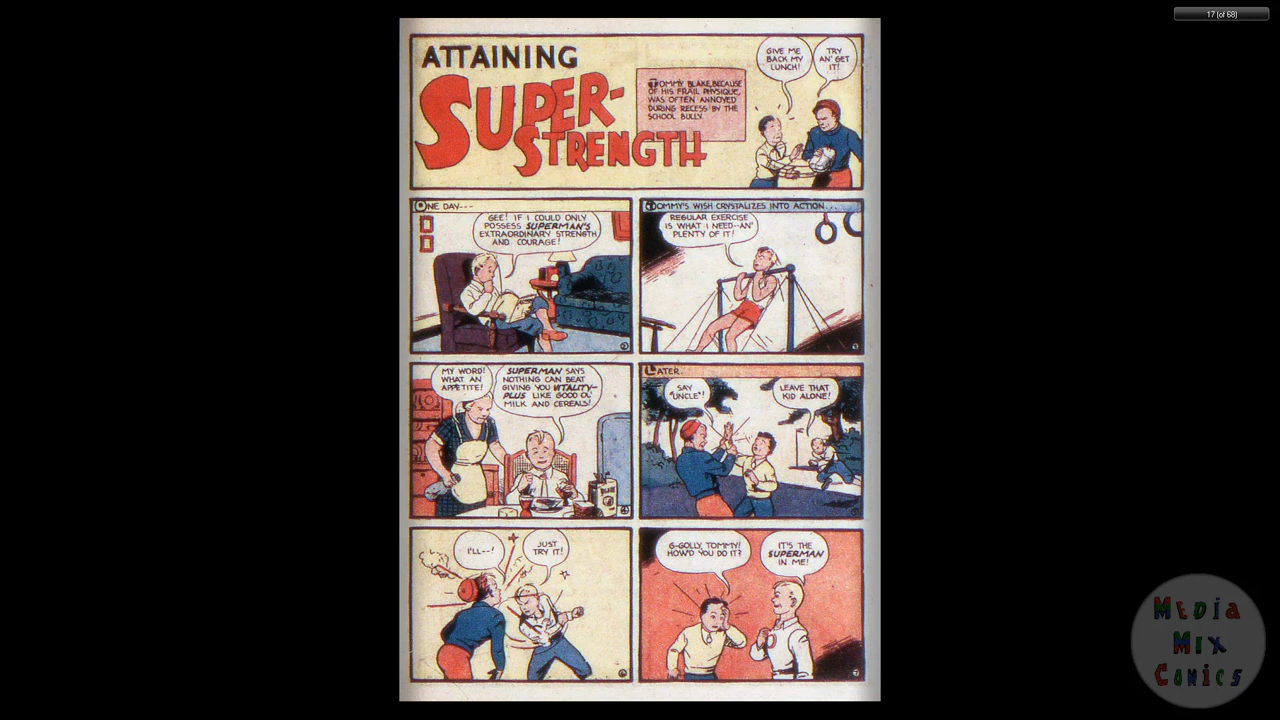 17 (of 68)
ATTAINING
SUPER-
STRENGTH
TOMMY BLAKE, BECAUSE
OF HIS FRAIL PHYSIQUE,
WAS OFTEN ANNOYED
DURING RECESS BY THE
SCHOOL BULLY.
GIVE ME
BACK MY
LUNCH!
TRY
AN' GET
IT!
ONE DAY---
GEE! IF I COULD ONLY
POSSESS SUPERMAN'S
EXTRAORDINARY STRENGTH
AND COURAGE!
2
TOMMY'S WISH CRYSTALIZES INTO ACTION...
REGULAR EXERCISE
IS WHAT I NEED--AN'
PLENTY OF IT!
3
MY WORD!
WHAT AN
APPETITE!
SUPERMAN SAYS
NOTHING CAN BEAT
GIVING YOU VITALITY-
PLUS LIKE GOOD OL'
MILK AND CEREALS!
4
LATER
SAY
"UNCLE"!
LEAVE THAT
KID ALONE!
I'LL--!
JUST
TRY IT!
6
G-GOLLY, TOMMY!
HOW'D YOU DO IT?
IT'S THE
SUPERMAN
IN ME!
7
MEDiA
MiX
COMiCS